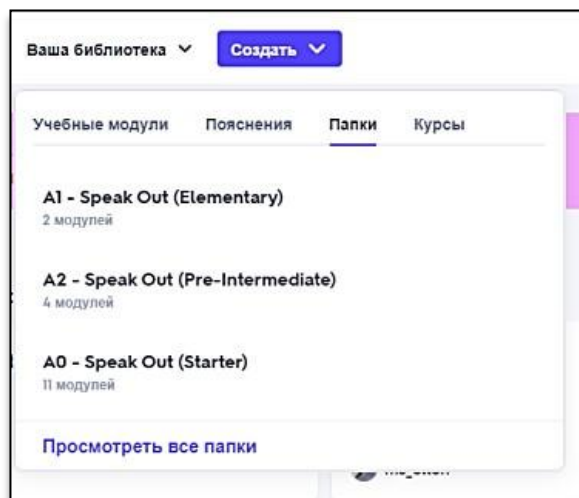 Ваша библиотека Создать
Учебные модули Пояснения Папки Курсы
A1 - Speak Out (Elementary)
2 модулей
A2 - Speak Out (Pre-Intermediate)
4 модулей
A0 - Speak Out (Starter)
11 модулей
Просмотреть все папки